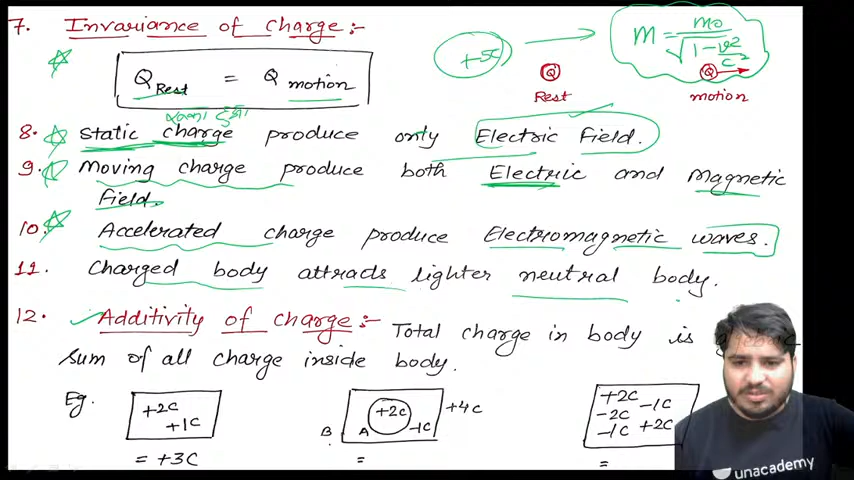 7. Invariance of Charge:-
+5C
M = mo / √1-v²/c²
Q Rest = Q motion
Q
Rest
Q
motion
8. Static charge produce only Electric Field.
9. Moving charge produce both Electric and Magnetic
Field.
10. Accelerated charge produce Electromagnetic waves.
11. Charged body attracts lighter neutral body.
12. Additivity of Charge:- Total charge in body is
sum of all charge inside body.
Eg. +2C +1C
= +3C
B A +2C -1C +4C
=
+2C -1C
-2C
-1C +2C
=
unacademy